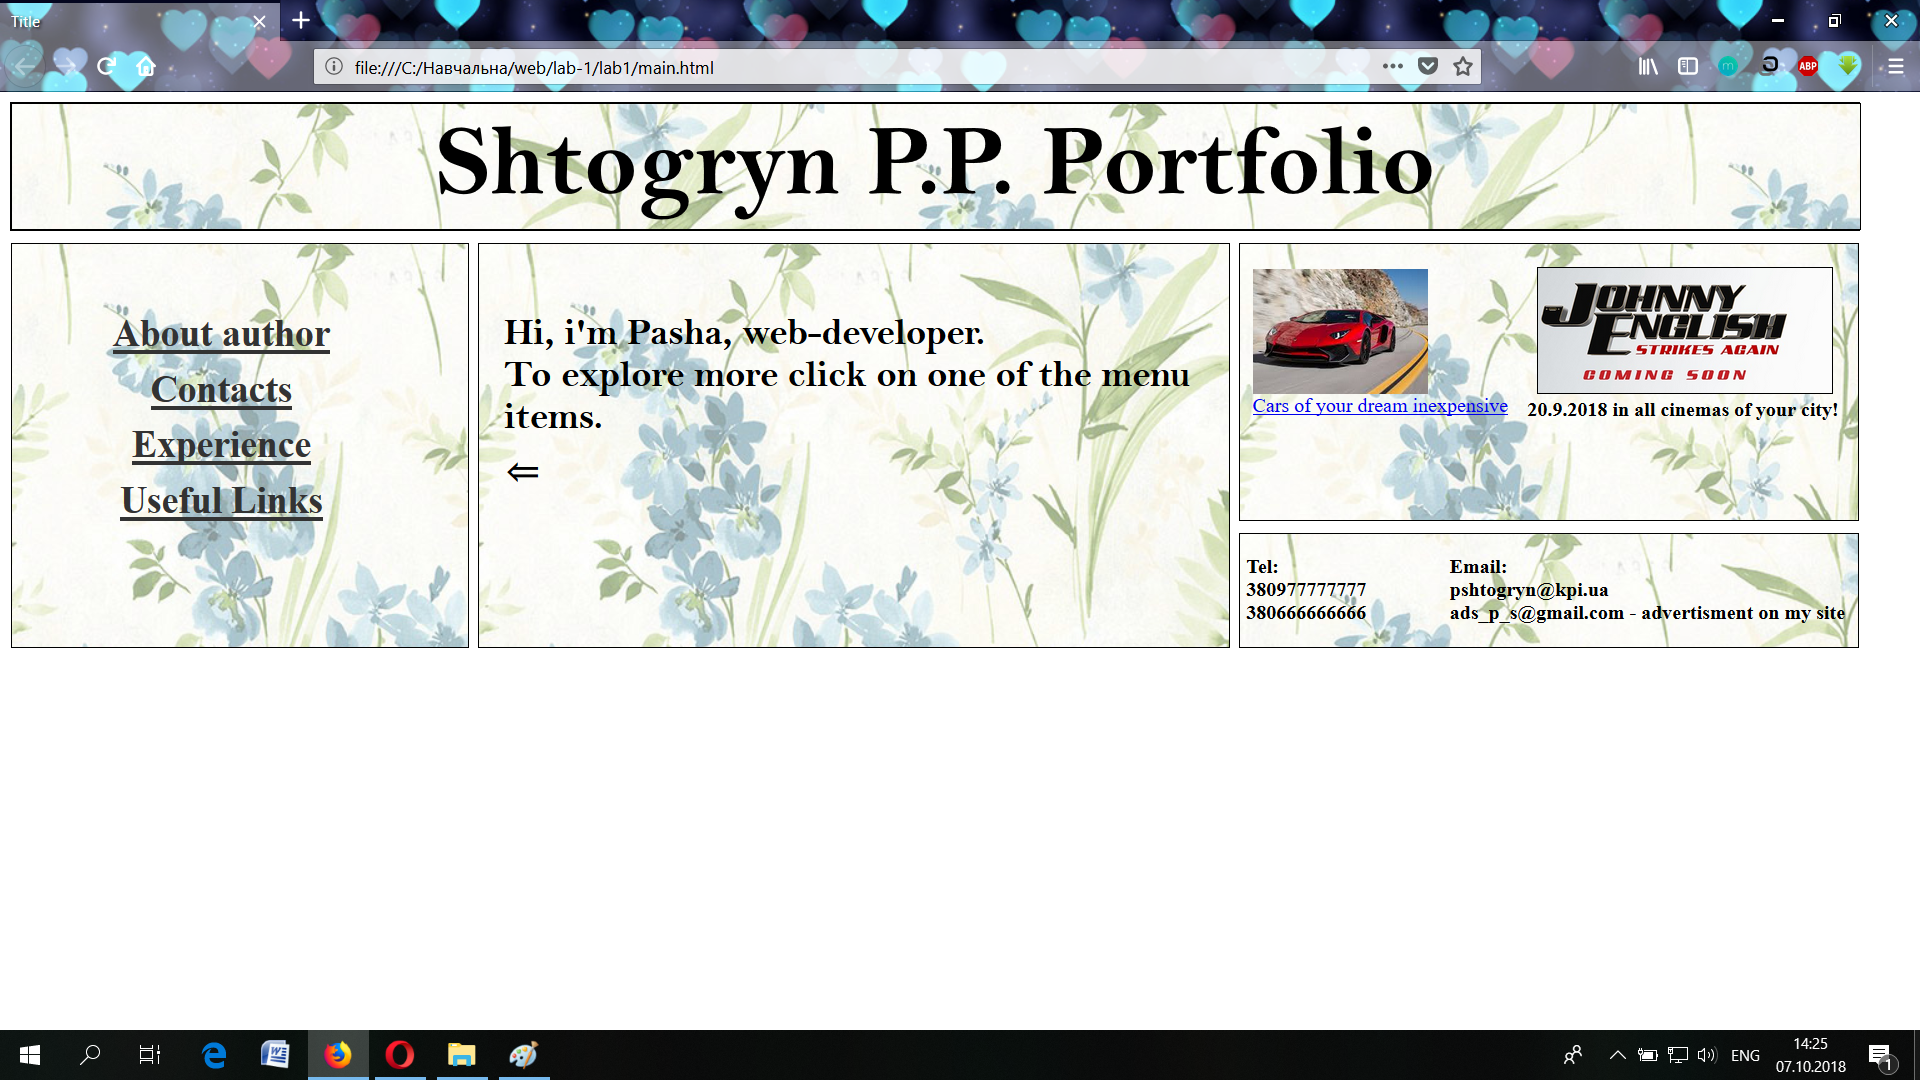 Title
file:///C:/Навчальна/web/lab-1/lab1/main.html
ABP
Shtogryn P.P. Portfolio
About author
Contacts
Experience
Useful Links
Hi, i'm Pasha, web-developer.
To explore more click on one of the menu
items.
⇐
JOHNNY
ENGLISH
STRIKES AGAIN
COMING SOON
Cars of your dream inexpensive
20.9.2018 in all cinemas of your city!
Tel:
380977777777
380666666666
Email:
pshtogryn@kpi.ua
ads_p_s@gmail.com - advertisment on my site
ENG
14:25
07.10.2018
1